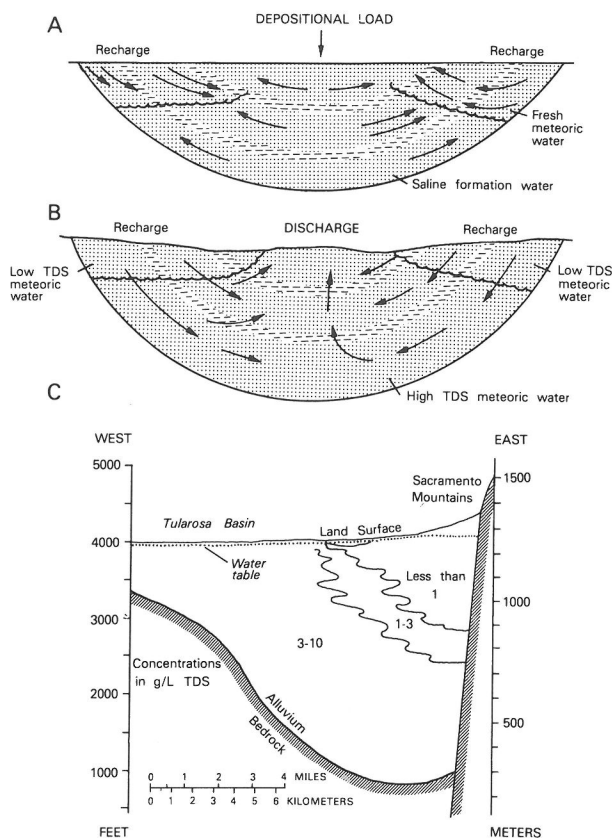 A
DEPOSITIONAL LOAD
Recharge
Recharge
Fresh
meteoric
water
Saline formation water
B
Recharge
DISCHARGE
Recharge
Low TDS
meteoric
water
Low TDS
meteoric
water
High TDS meteoric water
C
WEST
EAST
5000
1500
Sacramento
Mountains
Tularosa Basin
Land Surface
4000
Water
table
Less than
1
1000
3000
1-3
3-10
Concentrations
in g/L TDS
2000
Alluvium
Bedrock
500
1000
0 1 2 3 4 MILES
0 1 2 3 4 5 6 KILOMETERS
FEET
METERS